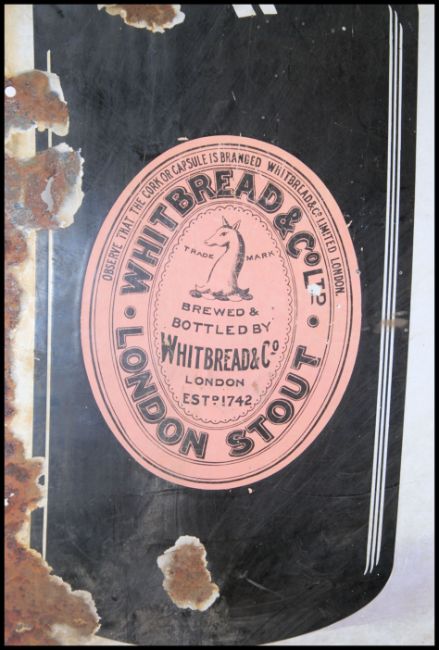 OBSERVE THAT THE CORK OR CAPSULE IS BRANDED WHITBREAD & Co LIMITED LONDON.
WHITBREAD & Co LTD
TRADE MARK
BREWED &
BOTTLED BY
WHITBREAD & Co
LONDON
ESTD 1742
LONDON STOUT